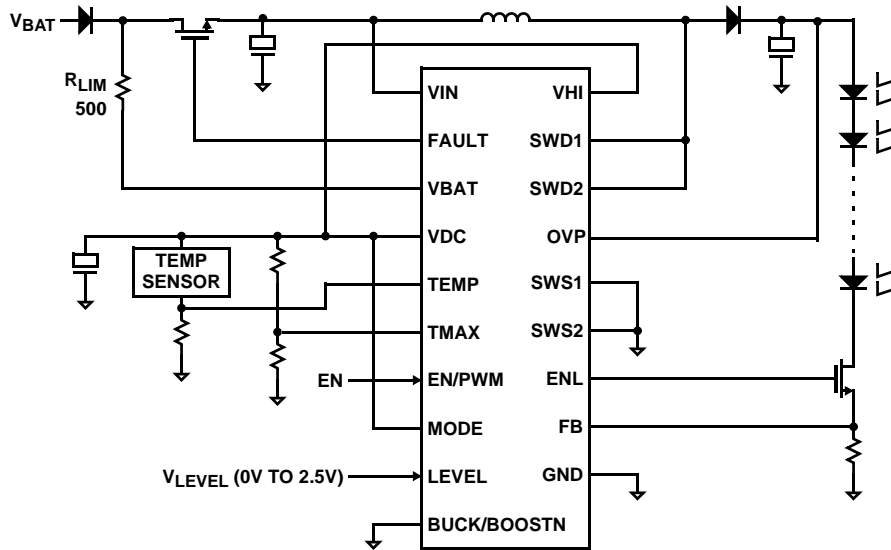 VBAT
RLIM
500
VIN
VHI
FAULT
SWD1
VBAT
SWD2
VDC
OVP
TEMP
SENSOR
TEMP
SWS1
TMAX
SWS2
EN
EN/PWM
ENL
MODE
FB
VLEVEL (0V TO 2.5V)
LEVEL
GND
BUCK/BOOSTN